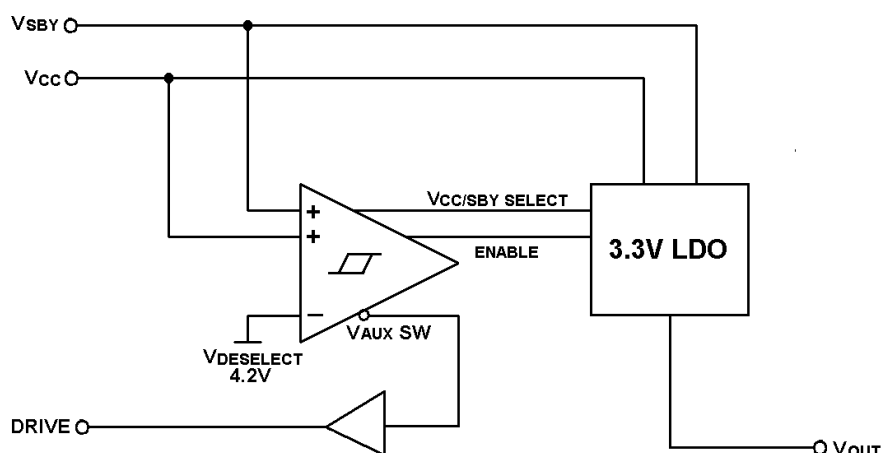 VSBY
VCC
VCC/SBY SELECT
+
+
ENABLE
3.3V LDO
−
VAUX SW
VDESELECT
4.2V
DRIVE
VOUT